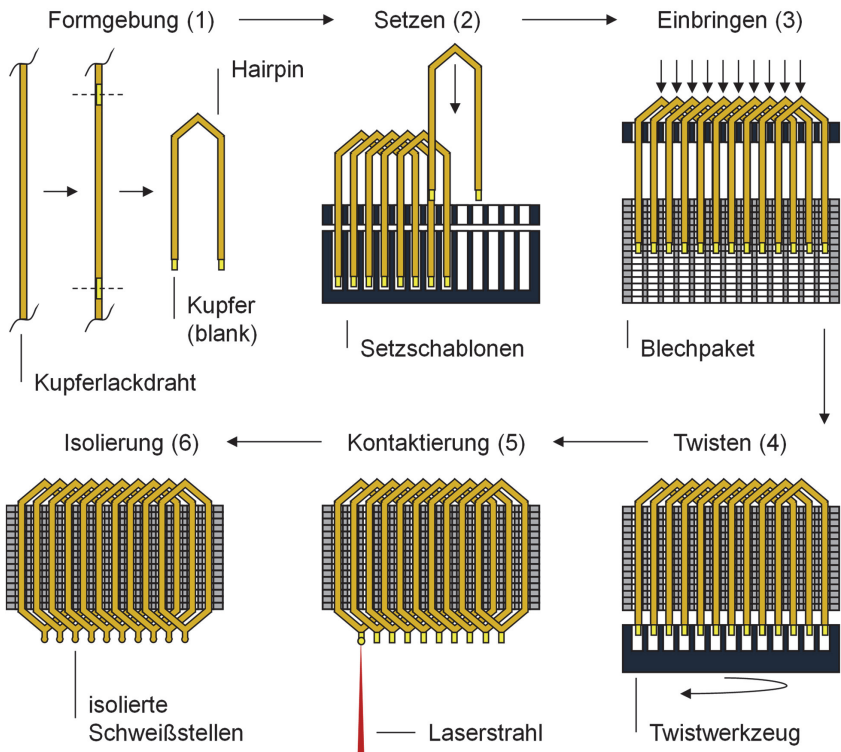 Formgebung (1)
Setzen (2)
Einbringen (3)
Hairpin
Kupfer
(blank)
Kupferlackdraht
Setzschablonen
Blechpaket
Isolierung (6)
Kontaktierung (5)
Twisten (4)
isolierte
Schweißstellen
Laserstrahl
Twistwerkzeug